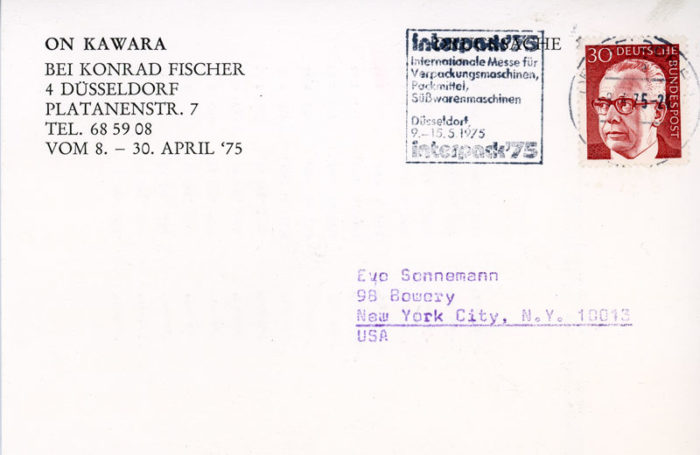 ON KAWARA
BEI KONRAD FISCHER
4 DÜSSELDORF
PLATANENSTR. 7
TEL. 68 59 08
VOM 8. – 30. APRIL ‘75
interpack'75
Internationale Messe für
Verpackungsmaschinen,
Packmittel,
Süßwarenmaschinen
Düsseldorf,
9.–15.5.1975
interpack'75
30 DEUTSCHE BUNDESPOST
Eve Sonnemann
98 Bowery
New York City, N.Y. 10013
USA